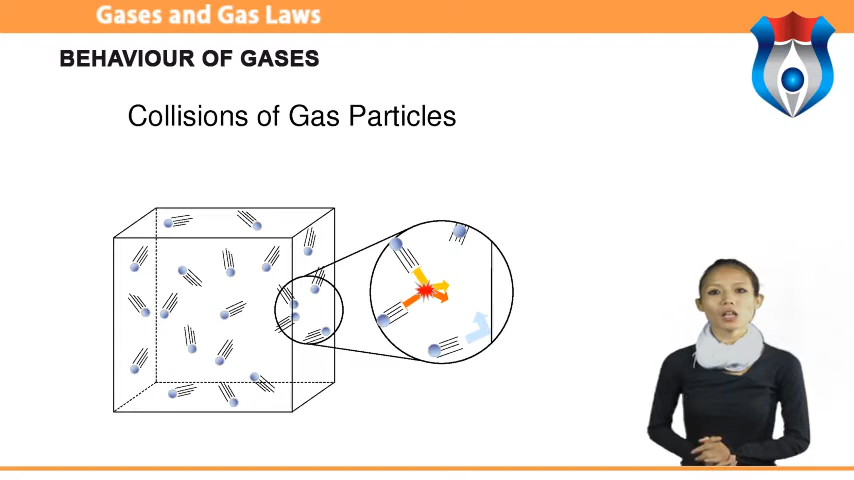 Gases and Gas Laws
BEHAVIOUR OF GASES
Collisions of Gas Particles